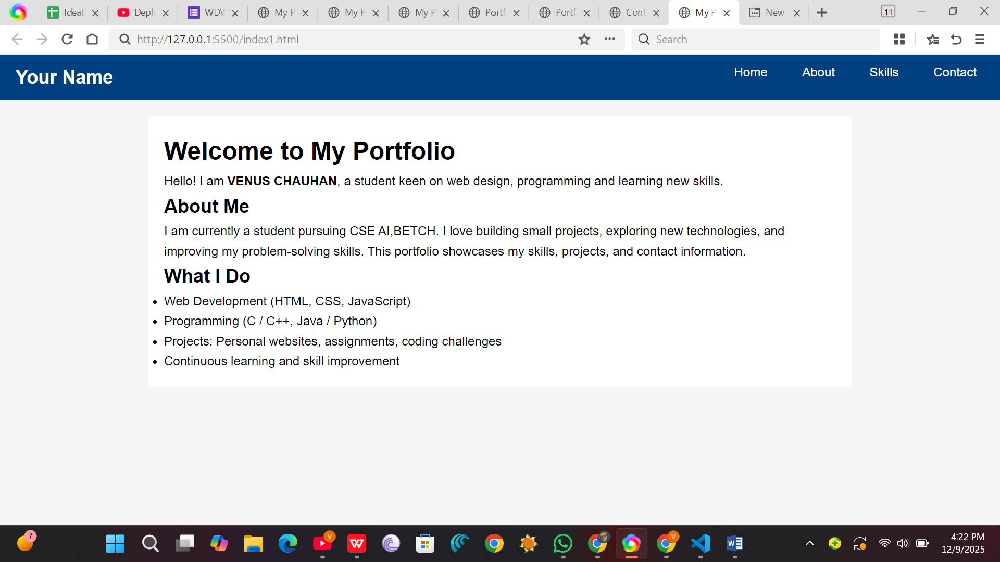 Ideat
Depl
WDW
My P
My P
My P
Portf
Portf
Cont
My P
New
11
http://127.0.0.1:5500/index1.html
Search
Your Name
Home
About
Skills
Contact
Welcome to My Portfolio
Hello! I am VENUS CHAUHAN, a student keen on web design, programming and learning new skills.
About Me
I am currently a student pursuing CSE AI,BETCH. I love building small projects, exploring new technologies, and
improving my problem-solving skills. This portfolio showcases my skills, projects, and contact information.
What I Do
• Web Development (HTML, CSS, JavaScript)
• Programming (C / C++, Java / Python)
• Projects: Personal websites, assignments, coding challenges
• Continuous learning and skill improvement
7
V
V
4:22 PM
12/9/2025